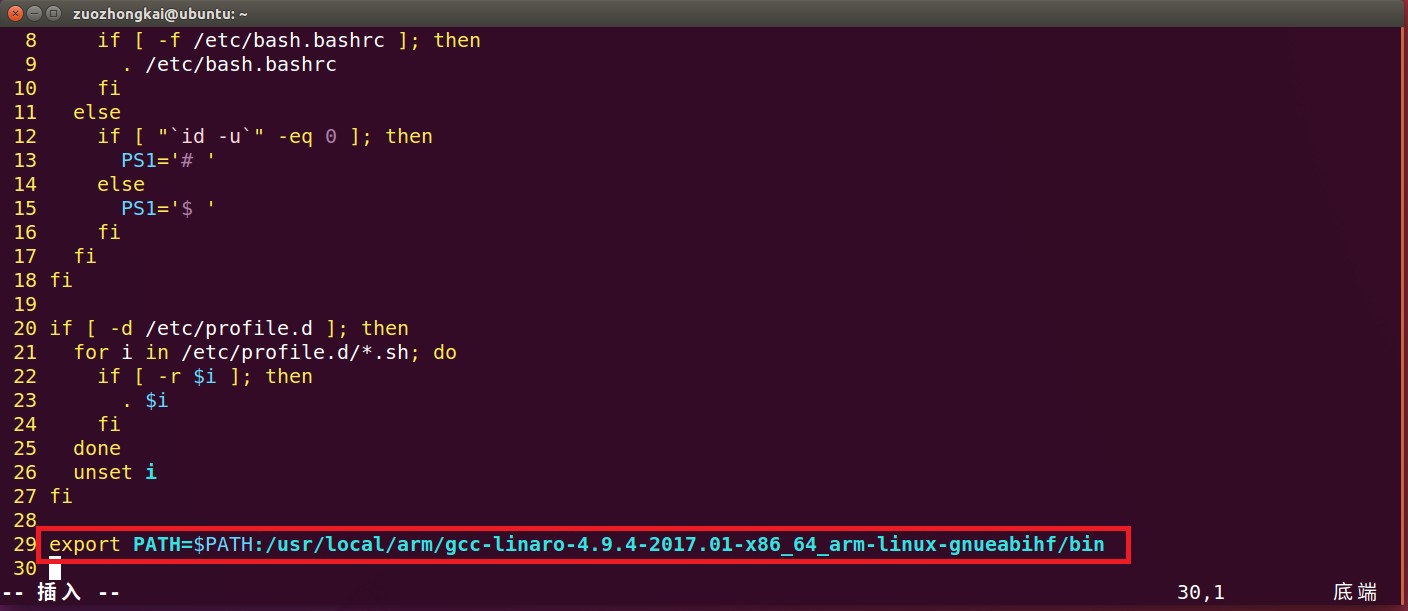 zuozhongkai@ubuntu: ~
8     if [ -f /etc/bash.bashrc ]; then
9       . /etc/bash.bashrc
10     fi
11   else
12     if [ "`id -u`" -eq 0 ]; then
13       PS1='# '
14     else
15       PS1='$ '
16     fi
17   fi
18 fi
19
20 if [ -d /etc/profile.d ]; then
21   for i in /etc/profile.d/*.sh; do
22     if [ -r $i ]; then
23       . $i
24     fi
25   done
26   unset i
27 fi
28
29 export PATH=$PATH:/usr/local/arm/gcc-linaro-4.9.4-2017.01-x86_64_arm-linux-gnueabihf/bin
30
-- 插入 -- 30,1 底端